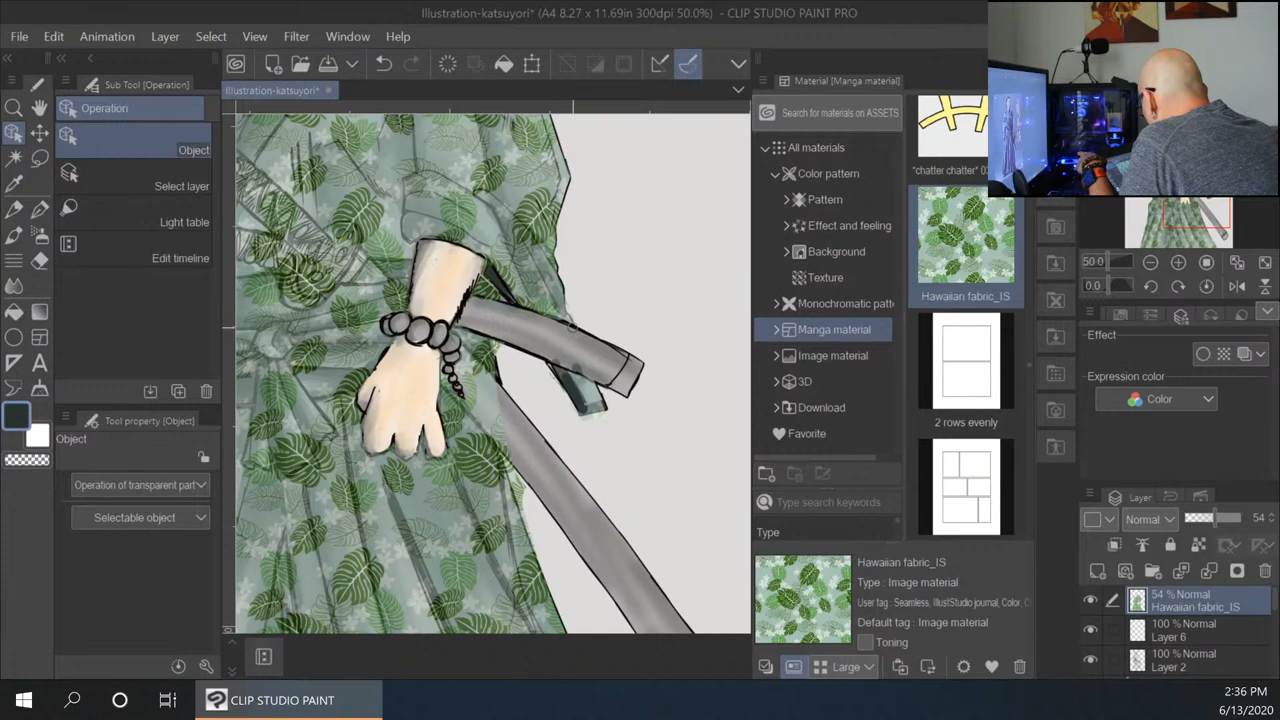 Illustration-katsuyori* (A4 8.27 x 11.69in 300dpi 50.0%) - CLIP STUDIO PAINT PRO
File Edit Animation Layer Select View Filter Window Help
Sub Tool [Operation]
Operation
Object
Select layer
Light table
Edit timeline
Tool property [Object]
Object
Operation of transparent part
Selectable object
Illustration-katsuyori*
Material [Manga material]
Search for materials on ASSETS
All materials
Color pattern
Pattern
Effect and feeling
Background
Texture
Monochromatic patt
Manga material
Image material
3D
Download
Favorite
Type search keywords
Type
*chatter chatter*
Hawaiian fabric_IS
2 rows evenly
Hawaiian fabric_IS
Type : Image material
User tag : Seamless, IllustStudio journal, Color,
Default tag : Image material
Toning
Large
50.0
0.0
Effect
Expression color
Color
Layer
Normal 54
54 % Normal
Hawaiian fabric_IS
100 % Normal
Layer 6
100 % Normal
Layer 2
CLIP STUDIO PAINT
2:36 PM
6/13/2020